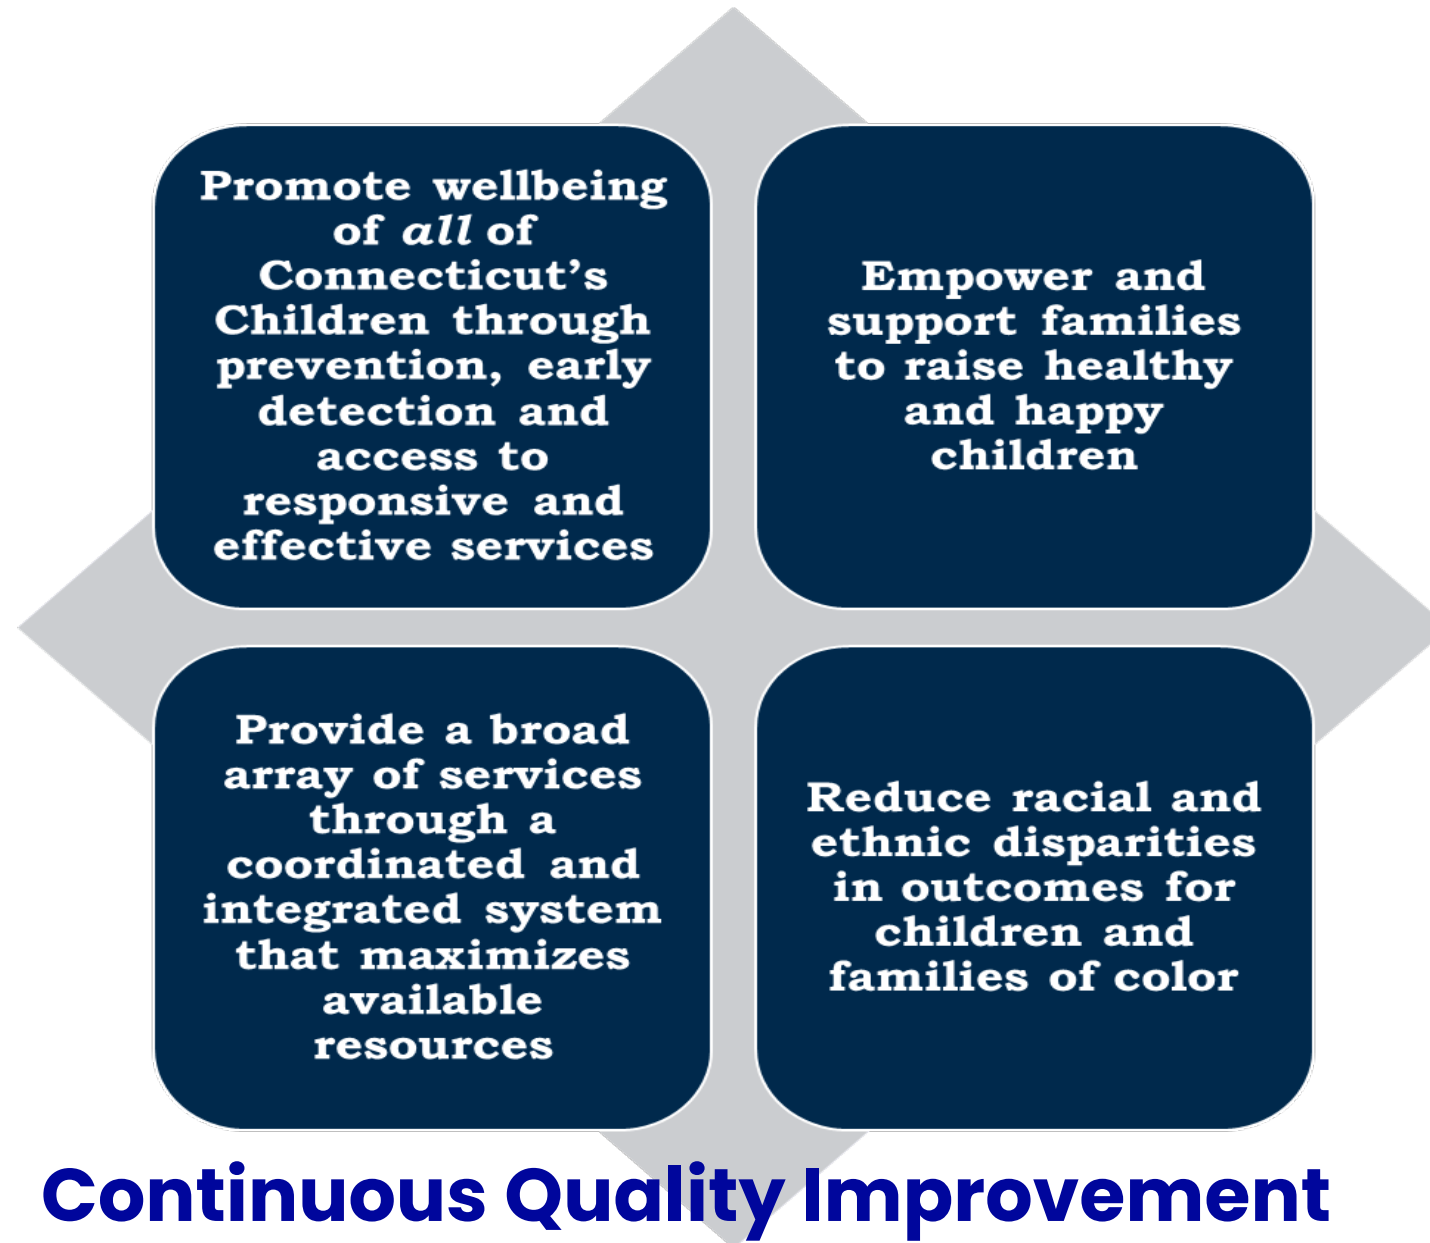 Promote wellbeing
of all of
Connecticut’s
Children through
prevention, early
detection and
access to
responsive and
effective services
Empower and
support families
to raise healthy
and happy
children
Provide a broad
array of services
through a
coordinated and
integrated system
that maximizes
available
resources
Reduce racial and
ethnic disparities
in outcomes for
children and
families of color
Continuous Quality Improvement